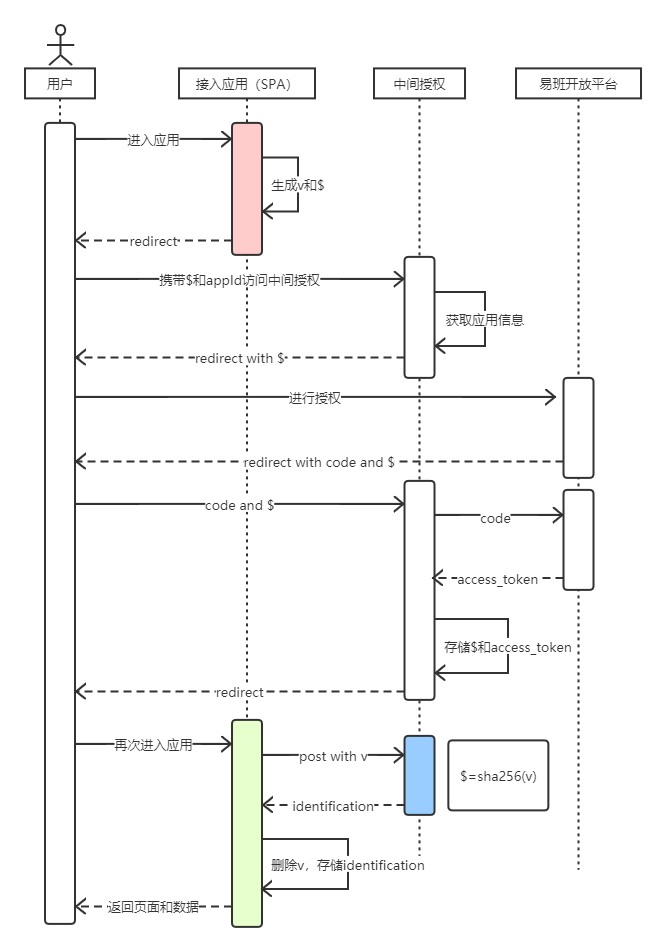 用户
接入应用（SPA）
中间授权
易班开放平台
进入应用
生成v和$
redirect
携带$和appId访问中间授权
获取应用信息
redirect with $
进行授权
redirect with code and $
code and $
code
access_token
存储$和access_token
redirect
再次进入应用
post with v
$=sha256(v)
identification
删除v，存储identification
返回页面和数据